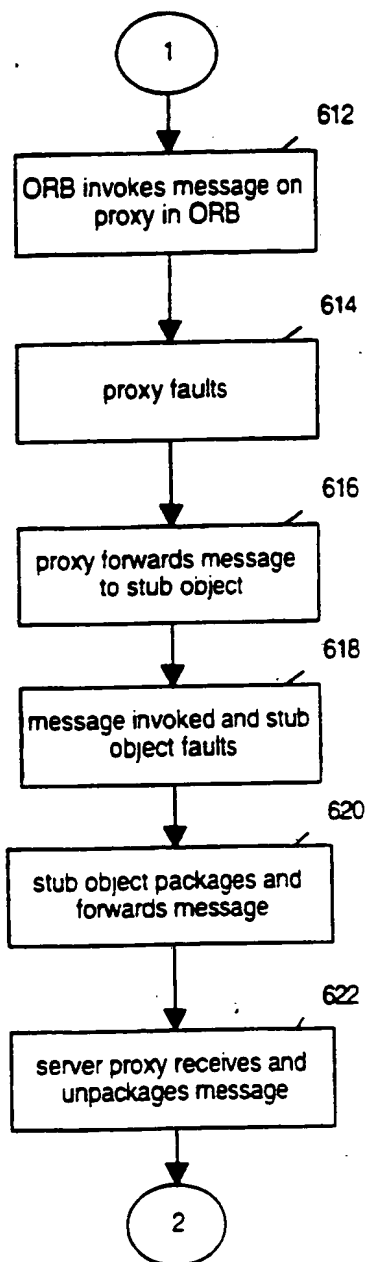 1
612
ORB invokes message on
proxy in ORB
614
proxy faults
616
proxy forwards message
to stub object
618
message invoked and stub
object faults
620
stub object packages and
forwards message
622
server proxy receives and
unpackages message
2